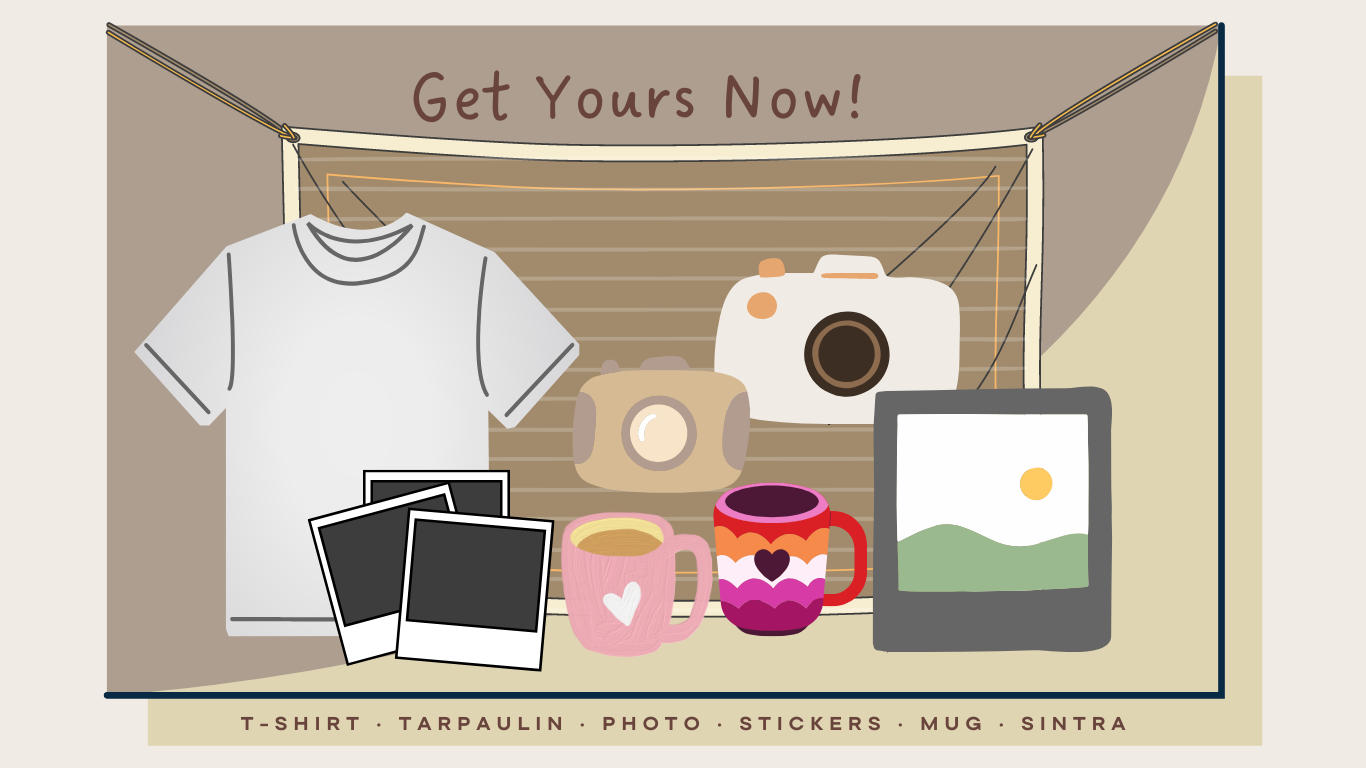 Get Yours Now!
T-SHIRT · TARPAULIN · PHOTO · STICKERS · MUG · SINTRA